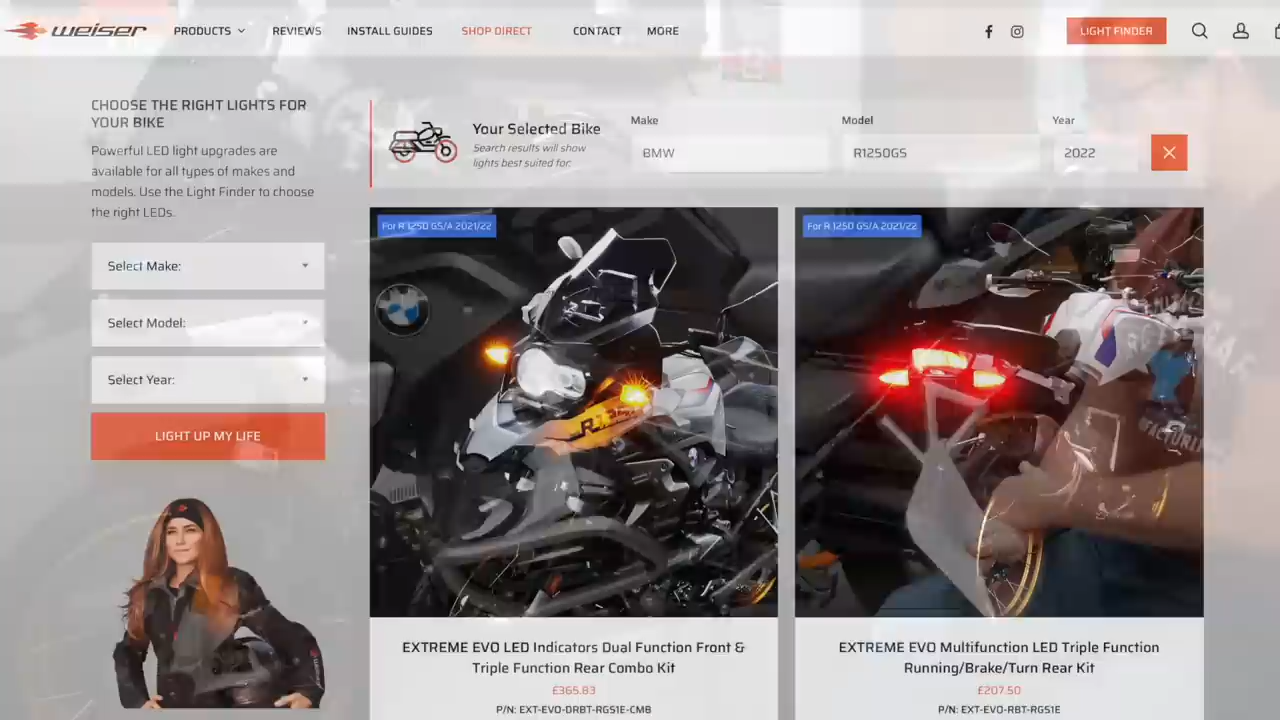 weiser
PRODUCTS
REVIEWS
INSTALL GUIDES
SHOP DIRECT
CONTACT
MORE
LIGHT FINDER
CHOOSE THE RIGHT LIGHTS FOR
YOUR BIKE
Powerful LED light upgrades are
available for all types of makes and
models. Use the Light Finder to choose
the right LEDs.
Select Make:
Select Model:
Select Year:
LIGHT UP MY LIFE
Your Selected Bike
Search results will show
lights best suited for:
Make
BMW
Model
R1250GS
Year
2022
For R 1250 GS/A 2021/22
BMW
EXTREME EVO LED Indicators Dual Function Front &
Triple Function Rear Combo Kit
£365.83
P/N: EXT-EVO-DRBT-RGS1E-CMB
For R 1250 GS/A 2021/22
EXTREME EVO Multifunction LED Triple Function
Running/Brake/Turn Rear Kit
£207.50
P/N: EXT-EVO-RBT-RGS1E